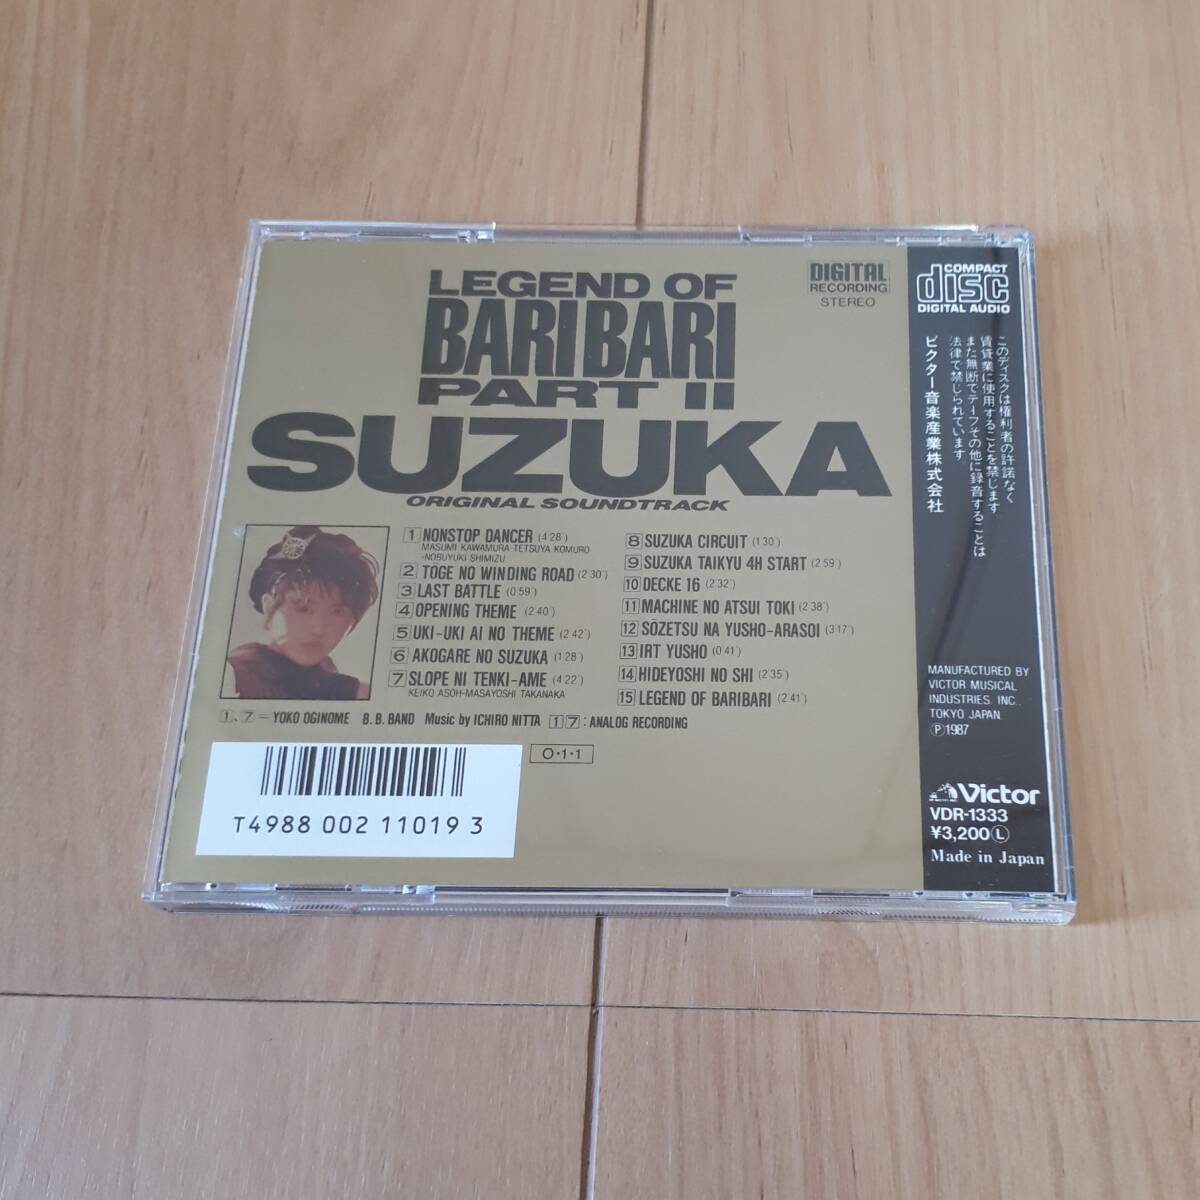 LEGEND OF
BARIBARI
PART II
SUZUKA
ORIGINAL SOUNDTRACK
DIGITAL
RECORDING
STEREO
1 NONSTOP DANCER (4'28")
MASUMI KAWAMURA-TETSUYA KOMURO
-NOBUYUKI SHIMIZU
2 TŌGE NO WINDING ROAD (2'30")
3 LAST BATTLE (0'59")
4 OPENING THEME (2'40")
5 UKI-UKI AI NO THEME (2'42")
6 AKOGARE NO SUZUKA (1'28")
7 SLOPE NI TENKI-AME (4'22")
KEIKO ASOH-MASAYOSHI TAKANAKA
8 SUZUKA CIRCUIT (1'30")
9 SUZUKA TAIKYU 4H START (2'59")
10 DECKE 16 (2'32")
11 MACHINE NO ATSUI TOKI (2'38")
12 SŌZETSU NA YUSHO-ARASOI (3'17")
13 IRT YUSHO (0'41")
14 HIDEYOSHI NO SHI (2'35")
15 LEGEND OF BARIBARI (2'41")
1、7=YOKO OGINOME B. B. BAND Music by ICHIRO NITTA 1 7: ANALOG RECORDING
O・1・1
T4988 002 11019 3
COMPACT
disc
DIGITAL AUDIO
このディスクは権利者の許諾なく
賃貸業に使用することを禁じます。
また無断でテープその他に録音することは
法律で禁じられています。
ビクター音楽産業株式会社
MANUFACTURED BY
VICTOR MUSICAL
INDUSTRIES, INC.,
TOKYO JAPAN
Ⓟ1987
Victor
VDR-1333
¥3,200Ⓛ
Made in Japan